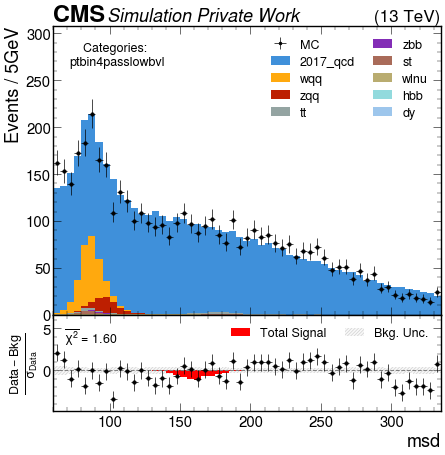 CMS Simulation Private Work (13 TeV)
Categories:
ptbin4passlowbvl
MC
2017_qcd
wqq
zqq
tt
zbb
st
wlnu
hbb
dy
Events / 5GeV
300
250
200
150
100
50
0
χ² = 1.60
Total Signal
Bkg. Unc.
Data − Bkg
σData
5
0
100 150 200 250 300
msd